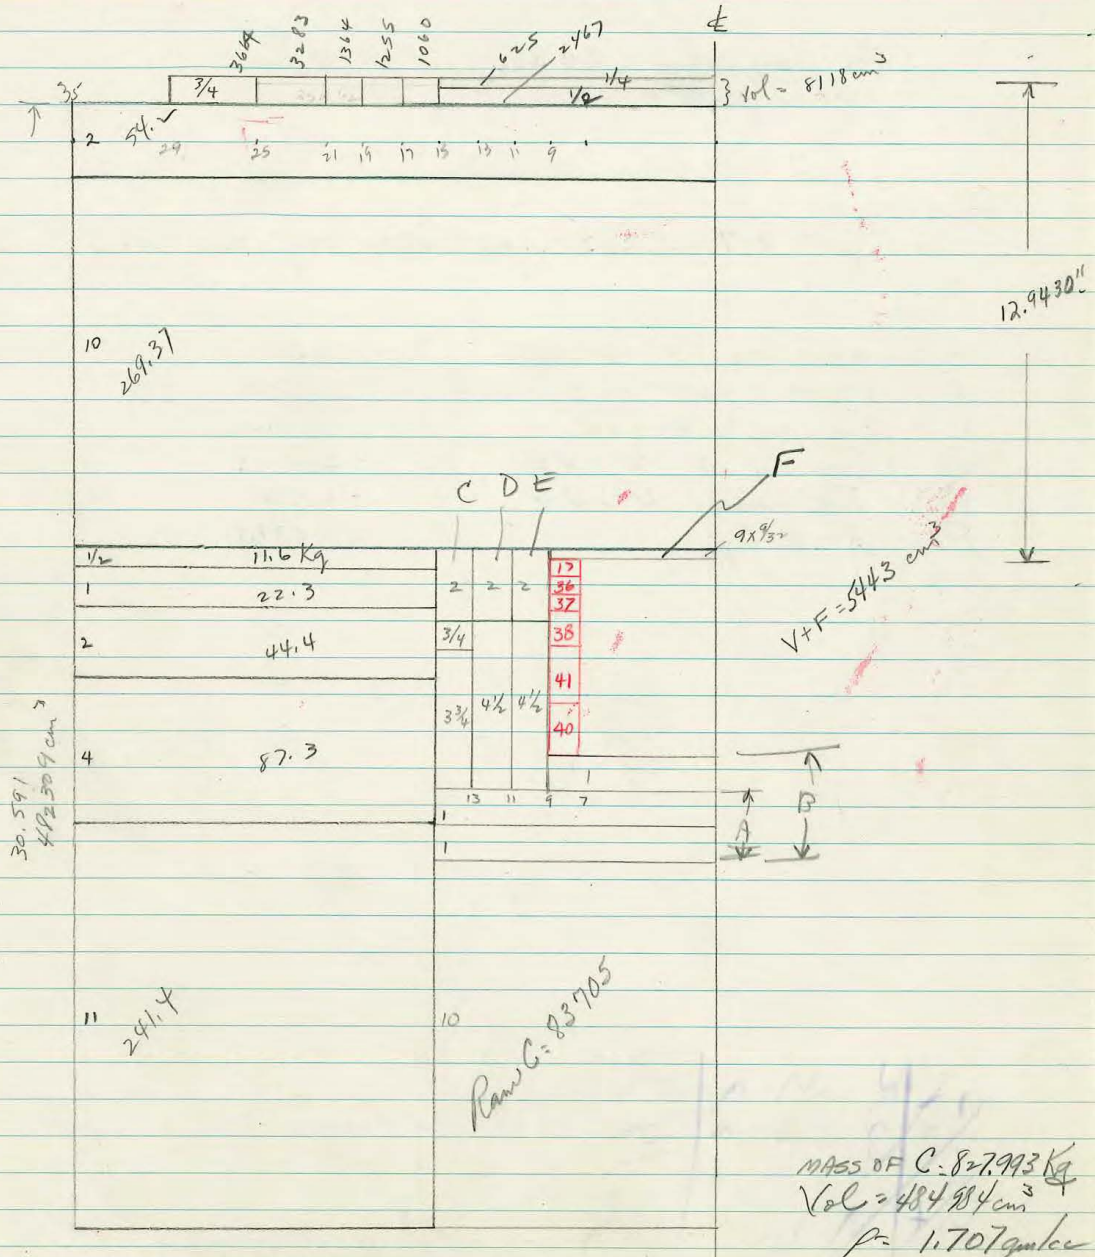 3664 3283 1364 1255 1060 625 2467 ℄
35 3/4 1/4
1/2 } Vol = 8118 cm³
2 54.2
29 25 21 19 17 15 13 11 9
12.9430"
10 269.37
C D E F
9x9/32
1/2 11.6 Kg
1 22.3 2 2 2 17
36
37
2 44.4 3/4 38
V+F = 5443 cm³
41
3 3/4 4 1/2 4 1/2
40
4 87.3
1
13 11 9 7
1 A B
1
30.591
482309 cm³
11 241.4 10
Ram C = 83705
MASS OF C = 827.993 Kg
Vol = 484984 cm³
ρ = 1.707 gm/cc